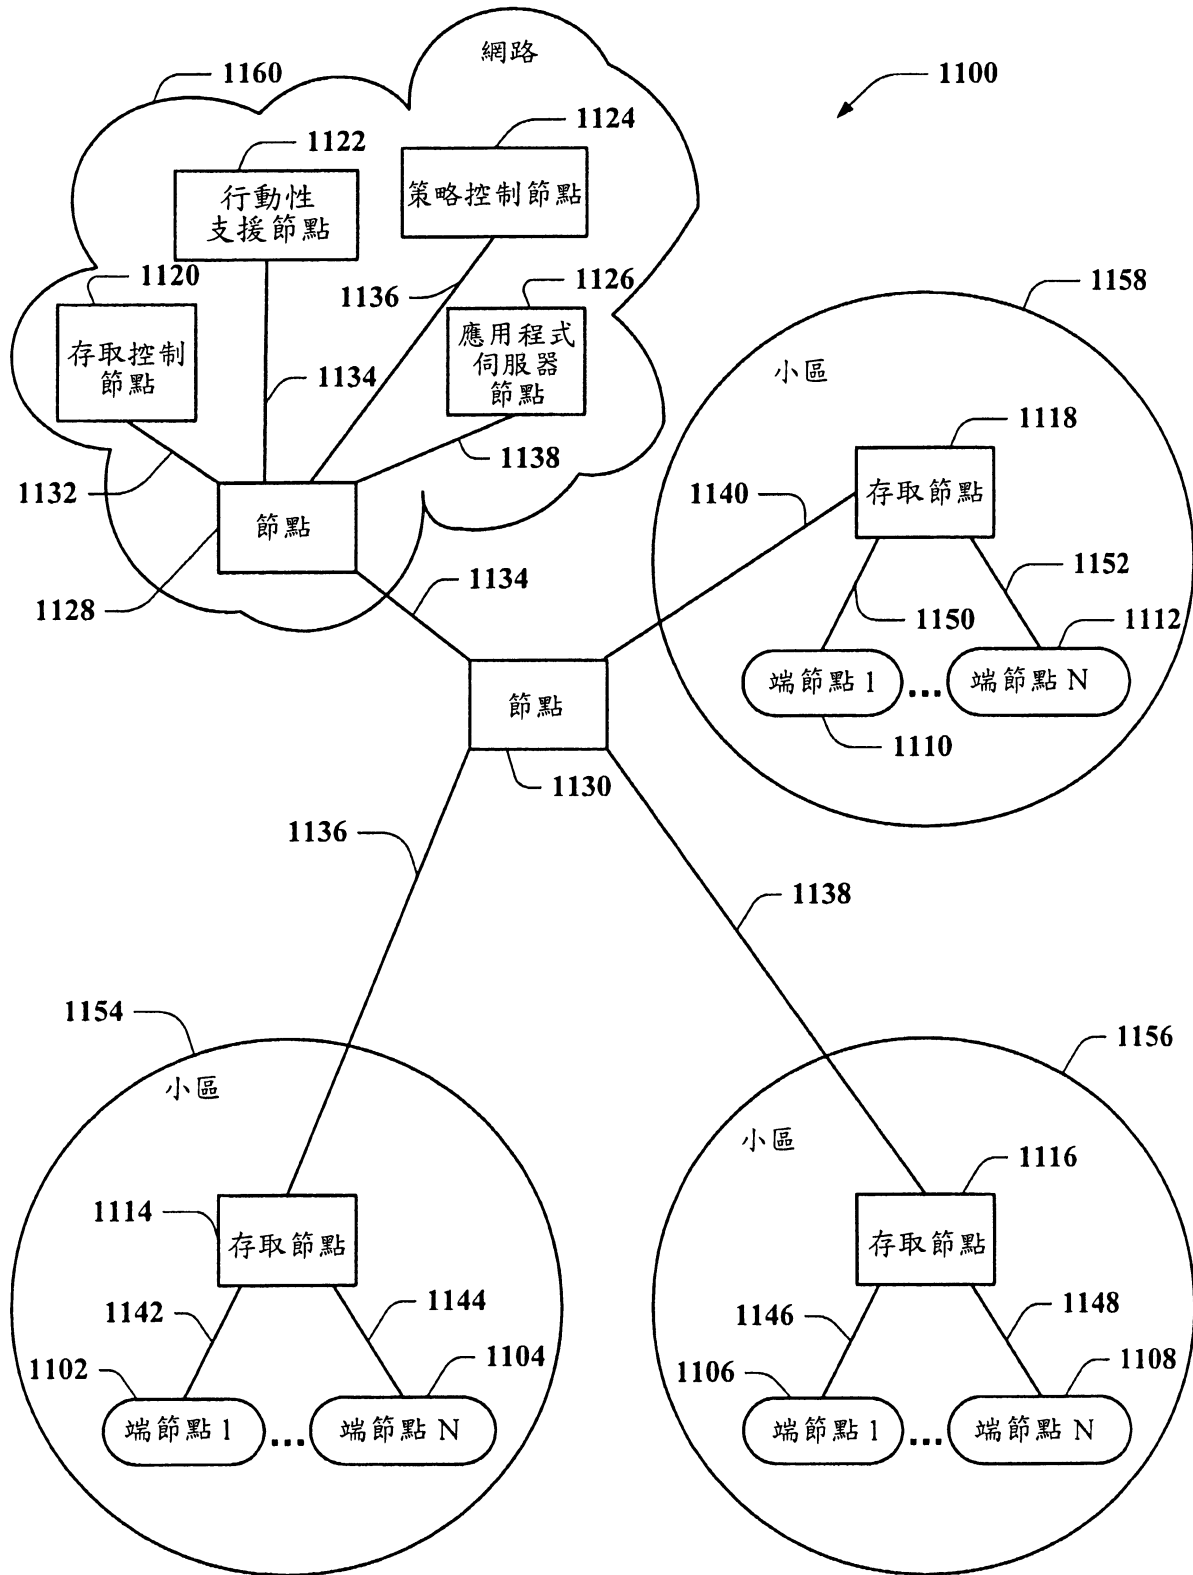 網路
1160
1100
1124
1122
策略控制節點
行動性
支援節點
1120
1136
1126
1158
存取控制
節點
應用程式
伺服器
節點
小區
1134
1118
1138
1132
1140
存取節點
節點
1134
1152
1128
1150
1112
端節點 1
...
端節點 N
節點
1110
1130
1136
1138
1154
1156
小區
小區
1114
存取節點
1116
存取節點
1142
1144
1146
1148
1102
1104
1106
1108
端節點 1
...
端節點 N
端節點 1
...
端節點 N